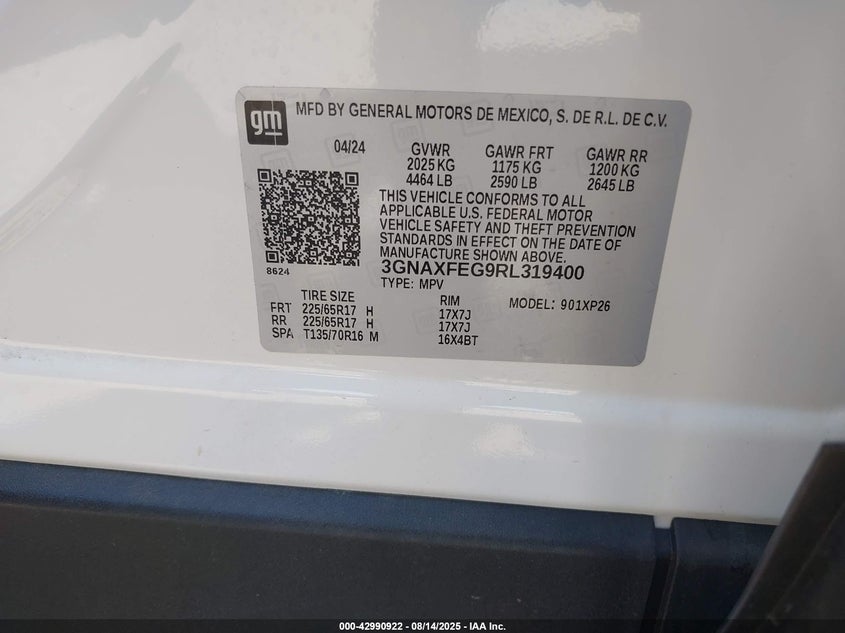 gm
MFD BY GENERAL MOTORS DE MEXICO, S. DE R.L. DE C.V.
04/24 GVWR GAWR FRT GAWR RR
2025 KG 1175 KG 1200 KG
4464 LB 2590 LB 2645 LB
THIS VEHICLE CONFORMS TO ALL
APPLICABLE U.S. FEDERAL MOTOR
VEHICLE SAFETY AND THEFT PREVENTION
STANDARDS IN EFFECT ON THE DATE OF
MANUFACTURE SHOWN ABOVE.
8624 3GNAXFEG9RL319400
TYPE: MPV
TIRE SIZE RIM MODEL: 901XP26
FRT 225/65R17 H 17X7J
RR 225/65R17 H 17X7J
SPA T135/70R16 M 16X4BT
000-42990922 - 08/14/2025 - IAA Inc.